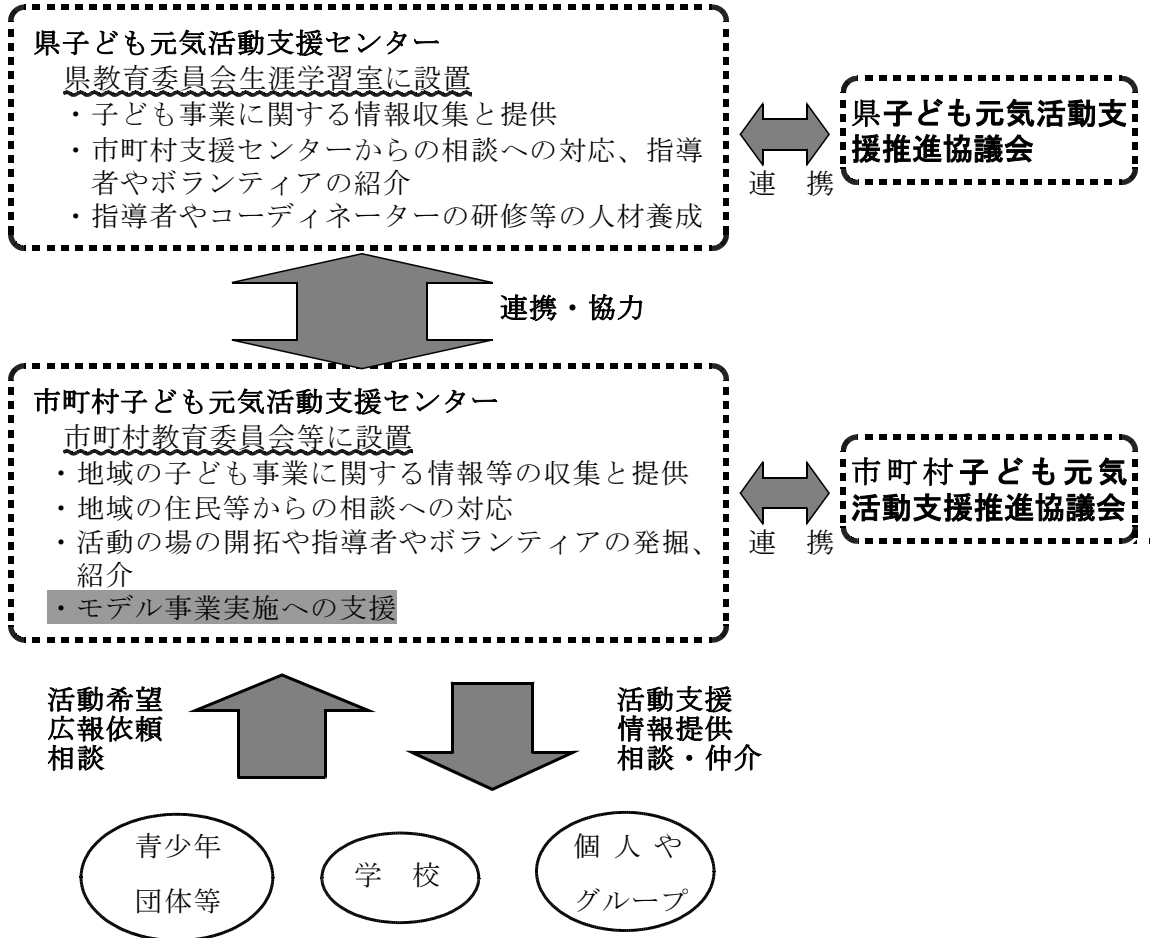 県子ども元気活動支援センター
県教育委員会生涯学習室に設置
・子ども事業に関する情報収集と提供
・市町村支援センターからの相談への対応、指導
者やボランティアの紹介
・指導者やコーディネーターの研修等の人材養成
連 携
県子ども元気活動支
援推進協議会
連携・協力
市町村子ども元気活動支援センター
市町村教育委員会等に設置
・地域の子ども事業に関する情報等の収集と提供
・地域の住民等からの相談への対応
・活動の場の開拓や指導者やボランティアの発掘、
紹介
・モデル事業実施への支援
連 携
市町村子ども元気
活動支援推進協議会
活動希望
広報依頼
相談
活動支援
情報提供
相談・仲介
青少年
団体等
学 校
個 人 や
グループ